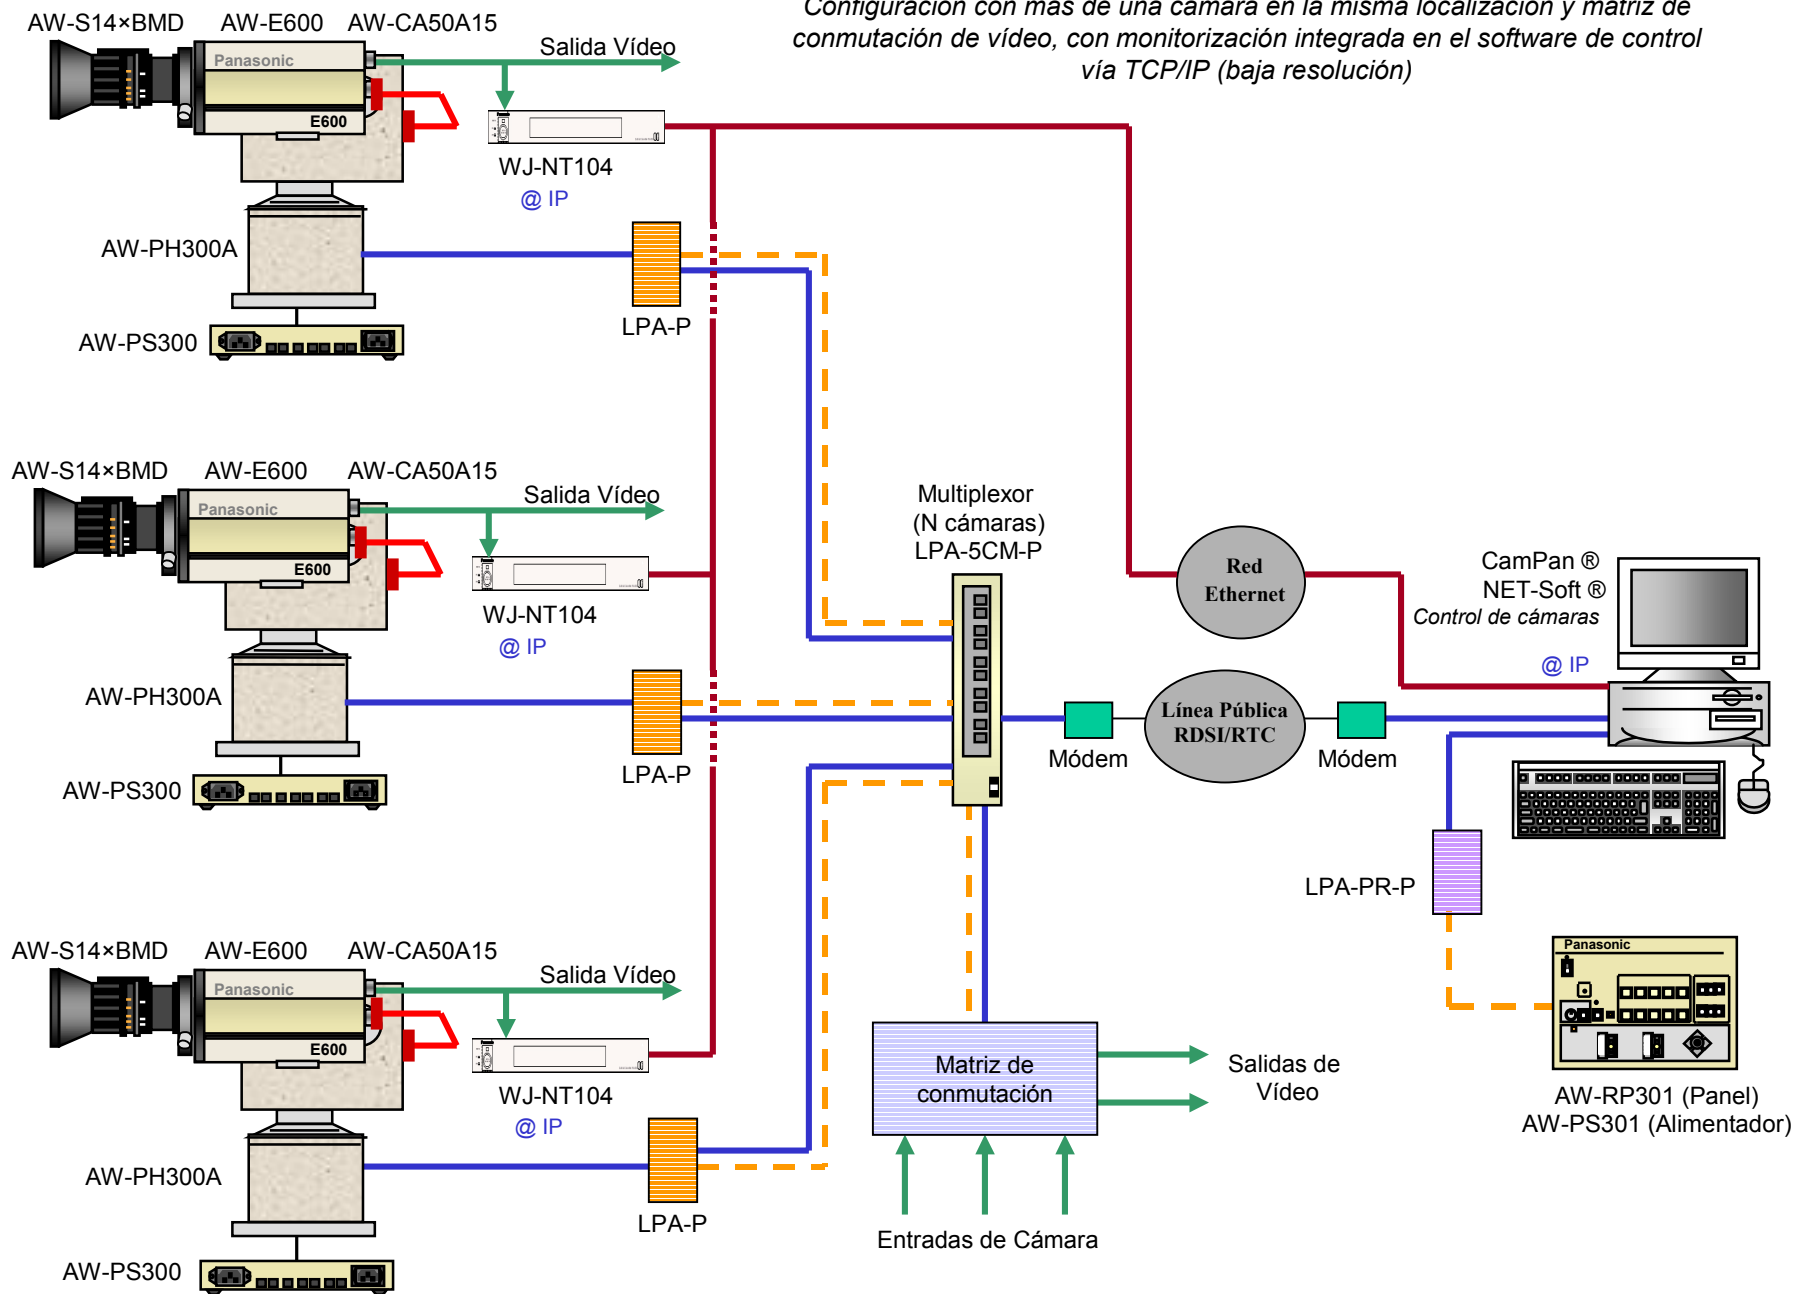 Configuración con más de una cámara en la misma localización y matriz de
conmutación de vídeo, con monitorización integrada en el software de control
vía TCP/IP (baja resolución)
AW-S14×BMD AW-E600 AW-CA50A15
Salida Vídeo
Panasonic
E600
WJ-NT104
@ IP
AW-PH300A
LPA-P
AW-PS300
AW-S14×BMD AW-E600 AW-CA50A15
Salida Vídeo
Panasonic
E600
WJ-NT104
@ IP
AW-PH300A
LPA-P
AW-PS300
Multiplexor
(N cámaras)
LPA-5CM-P
Red
Ethernet
CamPan ®
NET-Soft ®
Control de cámaras
@ IP
Línea Pública
RDSI/RTC
Módem
Módem
LPA-PR-P
Panasonic
AW-RP301 (Panel)
AW-PS301 (Alimentador)
AW-S14×BMD AW-E600 AW-CA50A15
Salida Vídeo
Panasonic
E600
WJ-NT104
@ IP
AW-PH300A
LPA-P
AW-PS300
Matriz de
conmutación
Salidas de
Vídeo
Entradas de Cámara